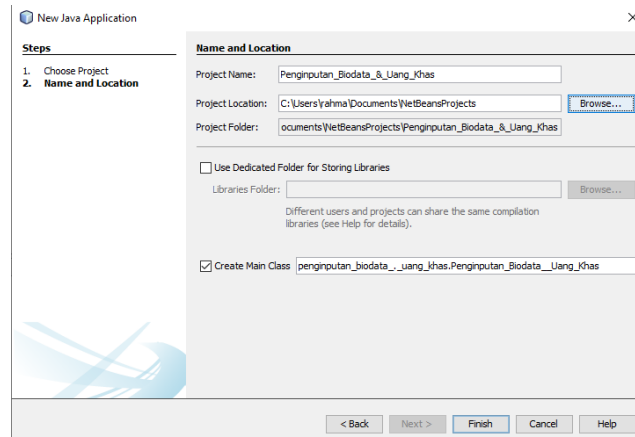 New Java Application
Steps
1. Choose Project
2. Name and Location
Name and Location
Project Name: Penginputan_Biodata_&_Uang_Khas
Project Location: C:\Users\rahma\Documents\NetBeansProjects Browse...
Project Folder: ocuments\NetBeansProjects\Penginputan_Biodata_&_Uang_Khas
Use Dedicated Folder for Storing Libraries
Libraries Folder: Browse...
Different users and projects can share the same compilation
libraries (see Help for details).
Create Main Class penginputan_biodata_._uang_khas.Penginputan_Biodata__Uang_Khas
< Back Next > Finish Cancel Help